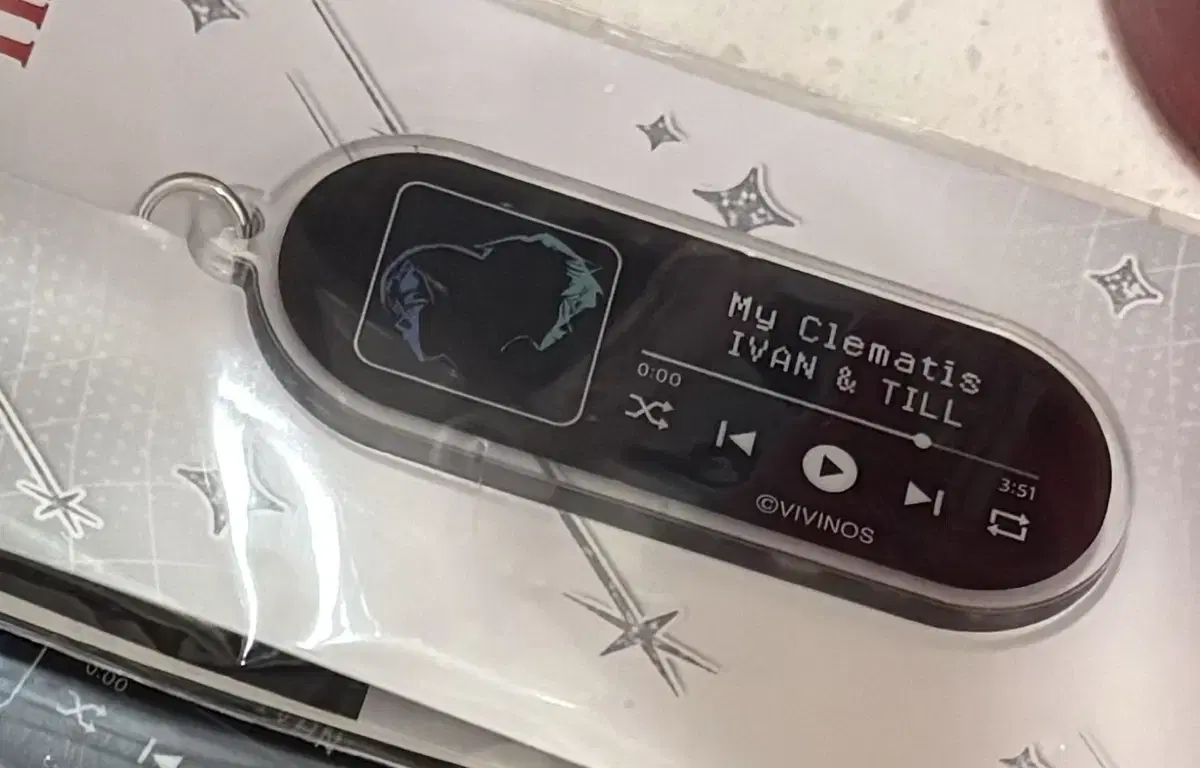 My Clematis
IVAN & TILL
0:00
3:51
©VIVINOS
0:00